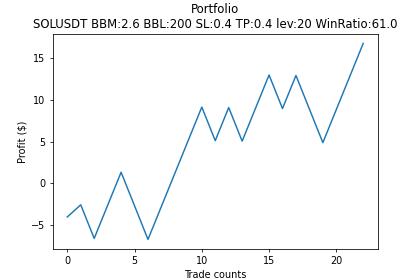 Portfolio
SOLUSDT BBM:2.6 BBL:200 SL:0.4 TP:0.4 lev:20 WinRatio:61.0
15
10
5
0
−5
Profit ($)
0
5
10
15
20
Trade counts